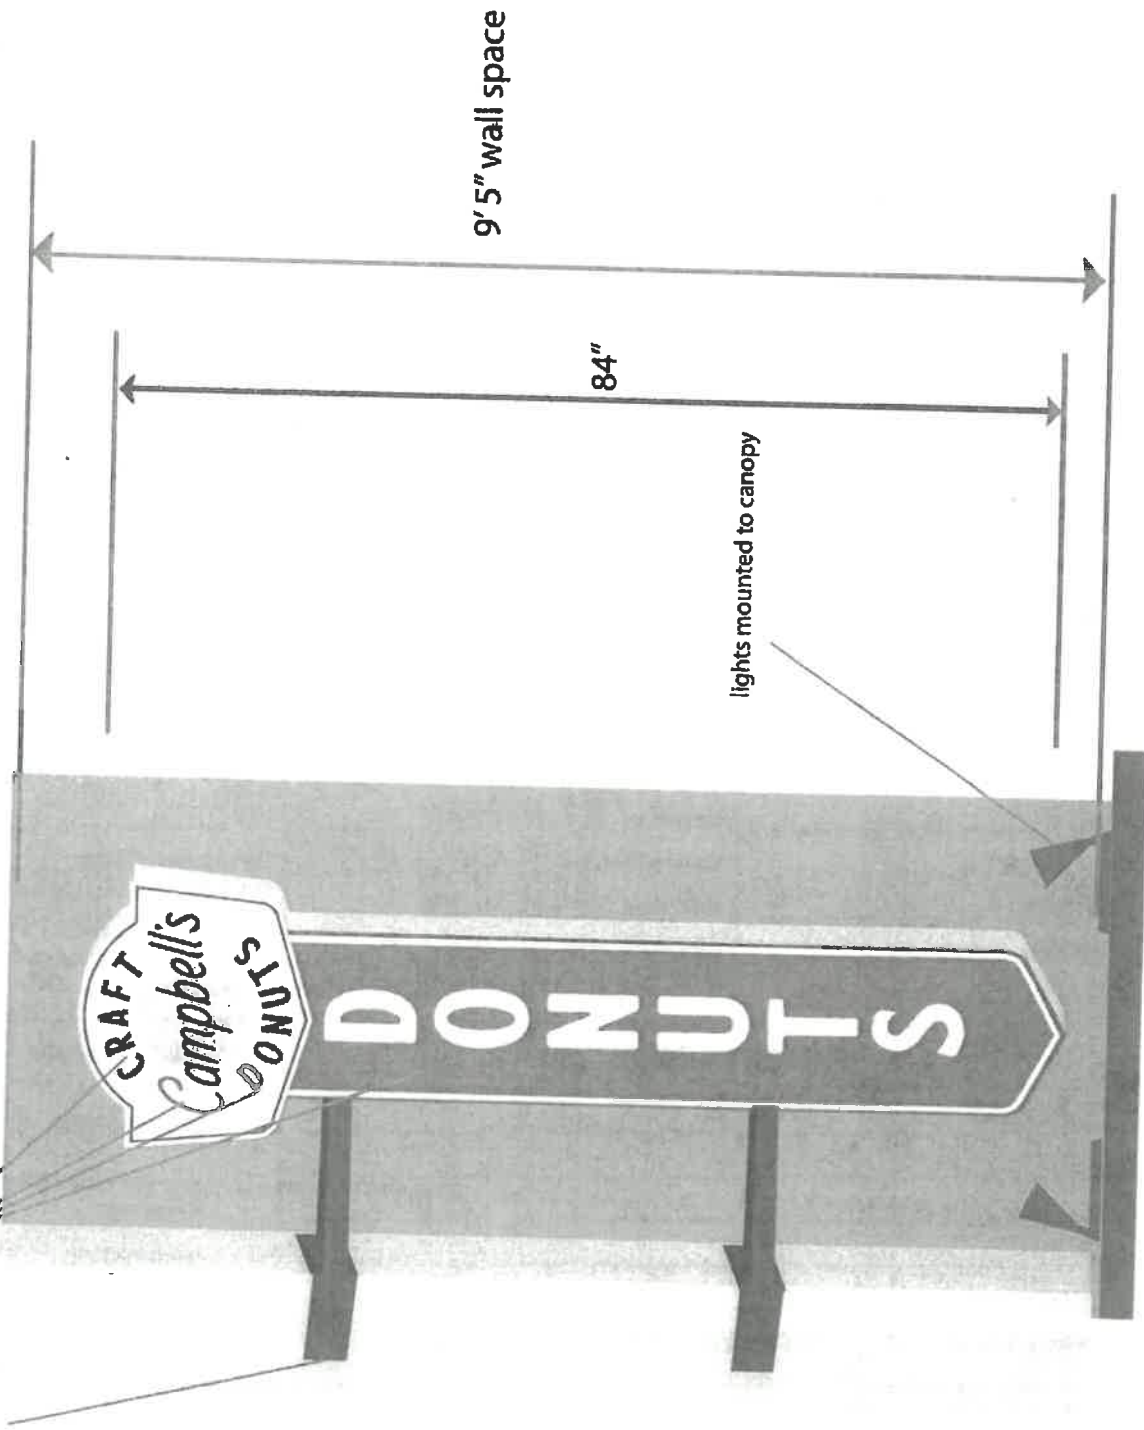 9'5" wall space
84"
lights mounted to canopy
CRAFT
Campbell's
DONUTS
DONUTS